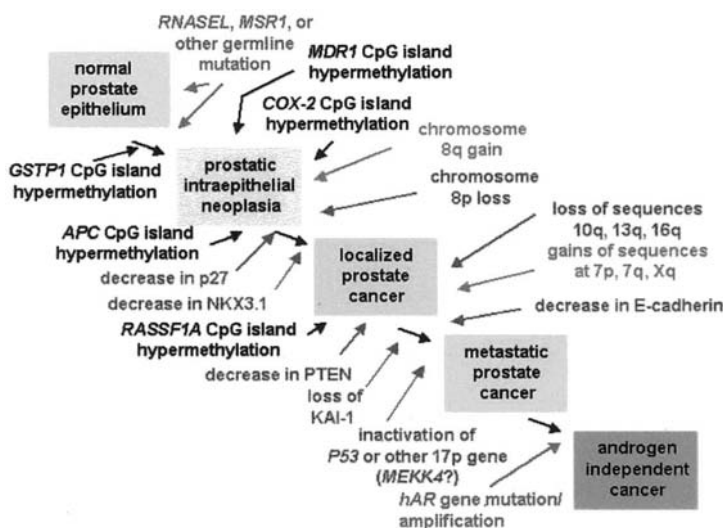 RNASEL, MSR1, or
other germline
mutation
MDR1 CpG island
hypermethylation
normal
prostate
epithelium
COX-2 CpG island
hypermethylation
chromosome
8q gain
GSTP1 CpG island
hypermethylation
prostatic
intraepithelial
neoplasia
chromosome
8p loss
loss of sequences
10q, 13q, 16q
gains of sequences
at 7p, 7q, Xq
APC CpG island
hypermethylation
decrease in p27
decrease in NKX3.1
localized
prostate
cancer
decrease in E-cadherin
RASSF1A CpG island
hypermethylation
decrease in PTEN
loss of
KAI-1
metastatic
prostate
cancer
inactivation of
P53 or other 17p gene
(MEKK4?)
androgen
independent
cancer
hAR gene mutation/
amplification